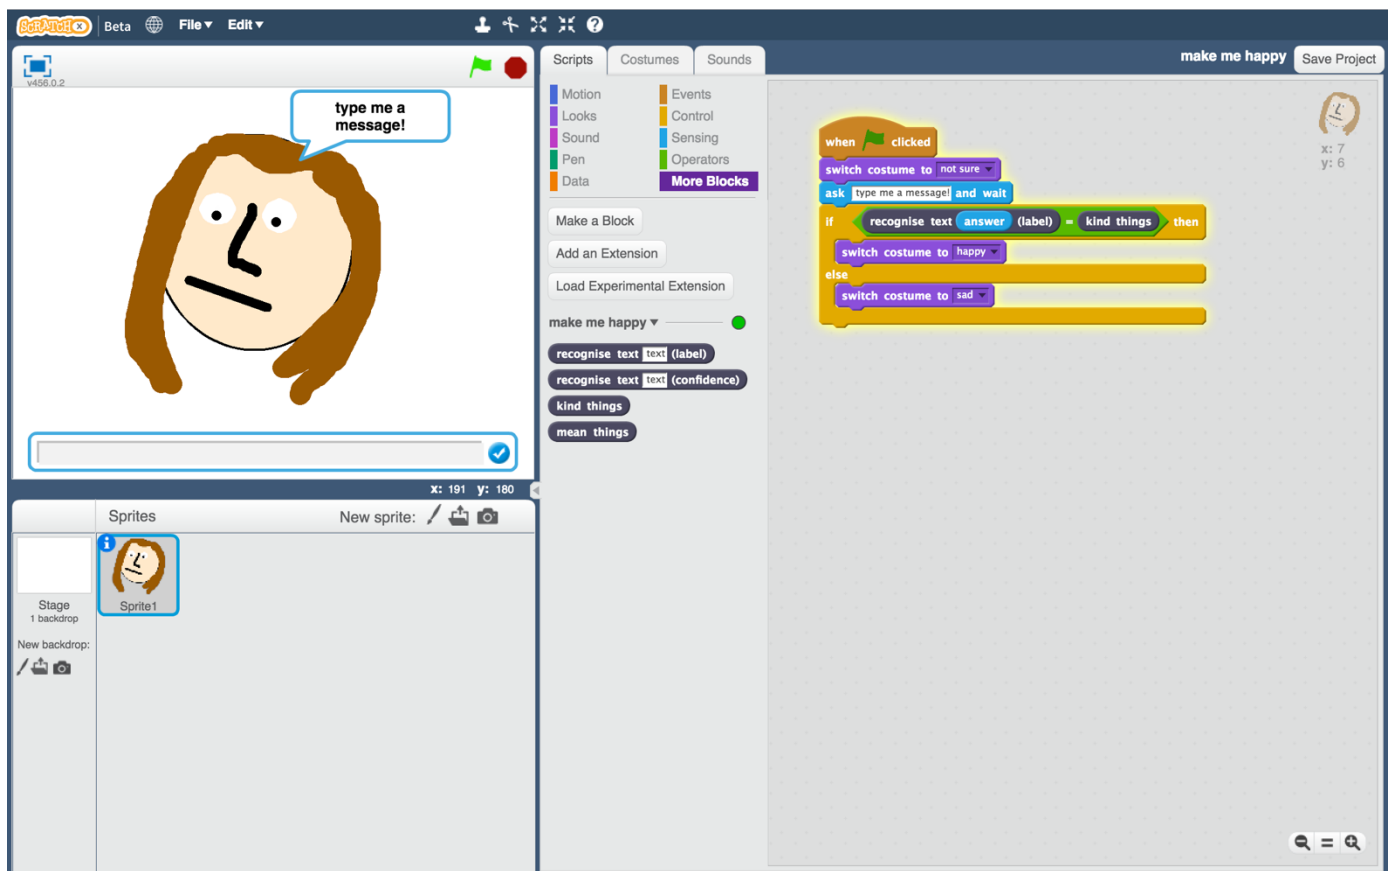 SCRATCHX Beta File Edit
v456.0.2
type me a
message!
x: 191 y: 180
Sprites New sprite:
Stage
1 backdrop
New backdrop:
Sprite1
Scripts Costumes Sounds
make me happy Save Project
Motion Events
Looks Control
Sound Sensing
Pen Operators
Data More Blocks
Make a Block
Add an Extension
Load Experimental Extension
make me happy
recognise text text (label)
recognise text text (confidence)
kind things
mean things
when clicked
switch costume to not sure
ask type me a message! and wait
if recognise text answer (label) = kind things then
switch costume to happy
else
switch costume to sad
x: 7
y: 6